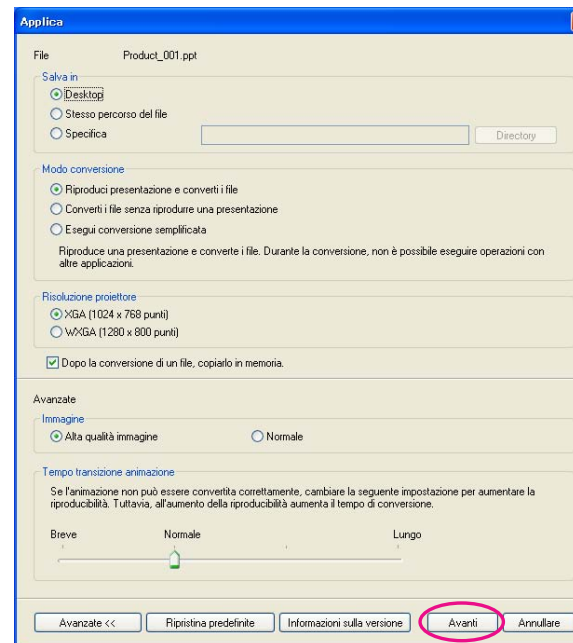 Applica
File Product_001.ppt
Salva in
Desktop
Stesso percorso del file
Specifica Directory
Modo conversione
Riproduci presentazione e converti i file
Converti i file senza riprodurre una presentazione
Esegui conversione semplificata
Riproduce una presentazione e converte i file. Durante la conversione, non è possibile eseguire operazioni con
altre applicazioni.
Risoluzione proiettore
XGA (1024 x 768 punti)
WXGA (1280 x 800 punti)
Dopo la conversione di un file, copiarlo in memoria.
Avanzate
Immagine
Alta qualità immagine Normale
Tempo transizione animazione
Se l'animazione non può essere convertita correttamente, cambiare la seguente impostazione per aumentare la
riproducibilità. Tuttavia, all'aumento della riproducibilità aumenta il tempo di conversione.
Breve Normale Lungo
Avanzate << Ripristina predefinite Informazioni sulla versione Avanti Annullare